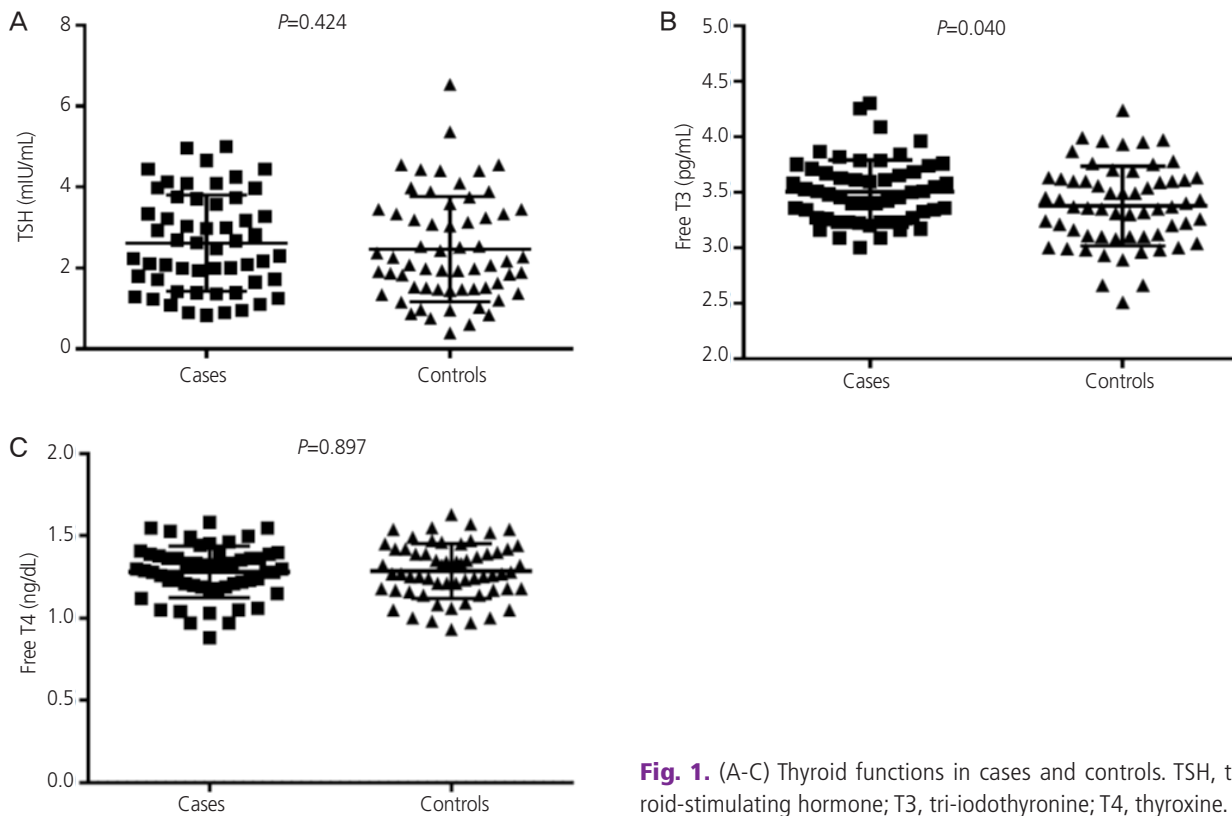 A
P=0.424
8
6
4
2
0
TSH (mIU/mL)
Cases
Controls
B
P=0.040
5.0
4.5
4.0
3.5
3.0
2.5
2.0
Free T3 (pg/mL)
Cases
Controls
C
P=0.897
2.0
1.5
1.0
0.5
0.0
Free T4 (ng/dL)
Cases
Controls
Fig. 1. (A-C) Thyroid functions in cases and controls. TSH, t
roid-stimulating hormone; T3, tri-iodothyronine; T4, thyroxine.